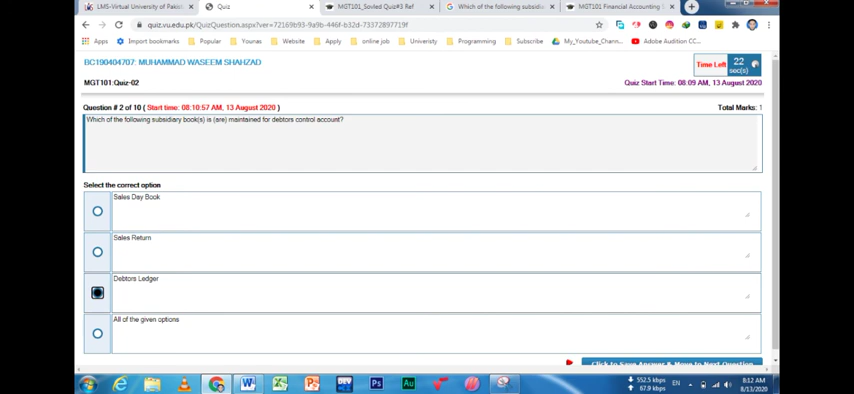 LMS-Virtual University of Pakist
Quiz
MGT101_Sovled Quiz#3 Ref
Which of the following subsidia
MGT101 Financial Accounting
quiz.vu.edu.pk/QuizQuestion.aspx?ver=72169b93-9a9b-446f-b32d-73372897719f
Apps Import bookmarks Popular Younas Website Apply online job Univeristy Programming Subscribe My_Youtube_Chann... Adobe Audition CC...
BC190404707: MUHAMMAD WASEEM SHAHZAD
Time Left 22 sec(s)
MGT101:Quiz-02
Quiz Start Time: 08:09 AM, 13 August 2020
Question # 2 of 10 ( Start time: 08:10:57 AM, 13 August 2020 )
Total Marks: 1
Which of the following subsidiary book(s) is (are) maintained for debtors control account?
Select the correct option
Sales Day Book
Sales Return
Debtors Ledger
All of the given options
Click to Save Answer & Move to Next Question
552.5 kbps
67.9 kbps
EN
8:12 AM
8/13/2020